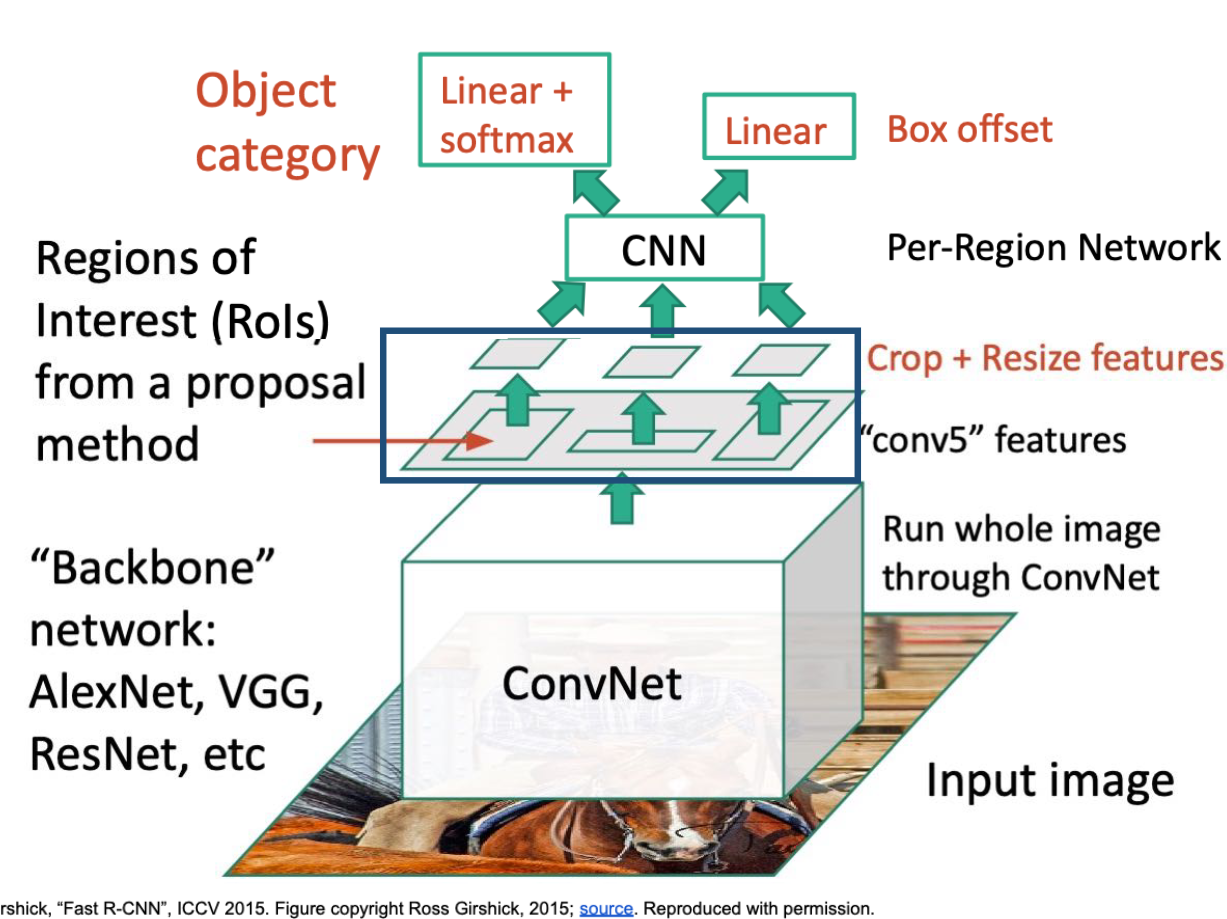 Object
category
Linear +
softmax
Linear
Box offset
CNN
Per-Region Network
Regions of
Interest (RoIs)
from a proposal
method
Crop + Resize features
“conv5” features
Run whole image
through ConvNet
“Backbone”
network:
AlexNet, VGG,
ResNet, etc
ConvNet
Input image
rshick, “Fast R-CNN”, ICCV 2015. Figure copyright Ross Girshick, 2015; source. Reproduced with permission.